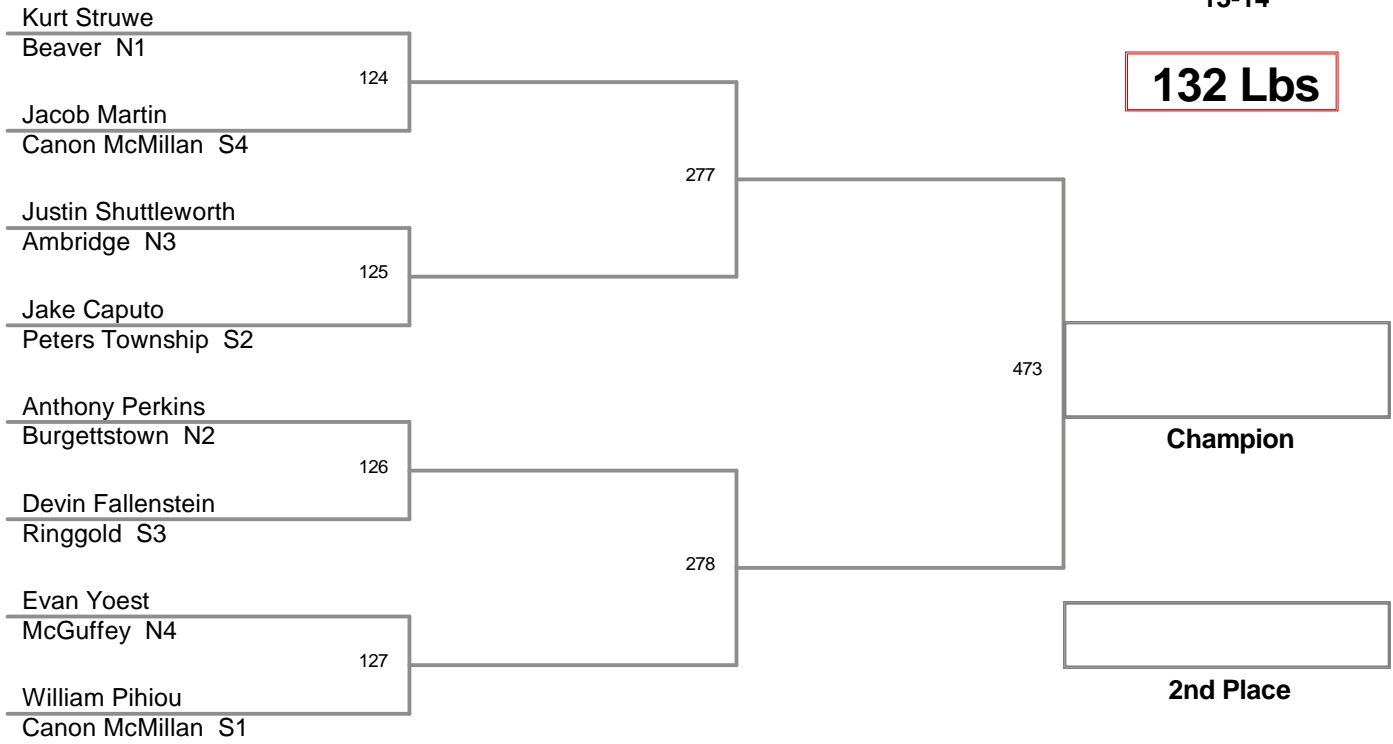 Kurt Struwe
Beaver N1
124
Jacob Martin
Canon McMillan S4
277
Justin Shuttleworth
Ambridge N3
125
Jake Caputo
Peters Township S2
473
Anthony Perkins
Burgettstown N2
126
Devin Fallenstein
Ringgold S3
278
Evan Yoest
McGuffey N4
127
William Pihiou
Canon McMillan S1
132 Lbs
Champion
2nd Place